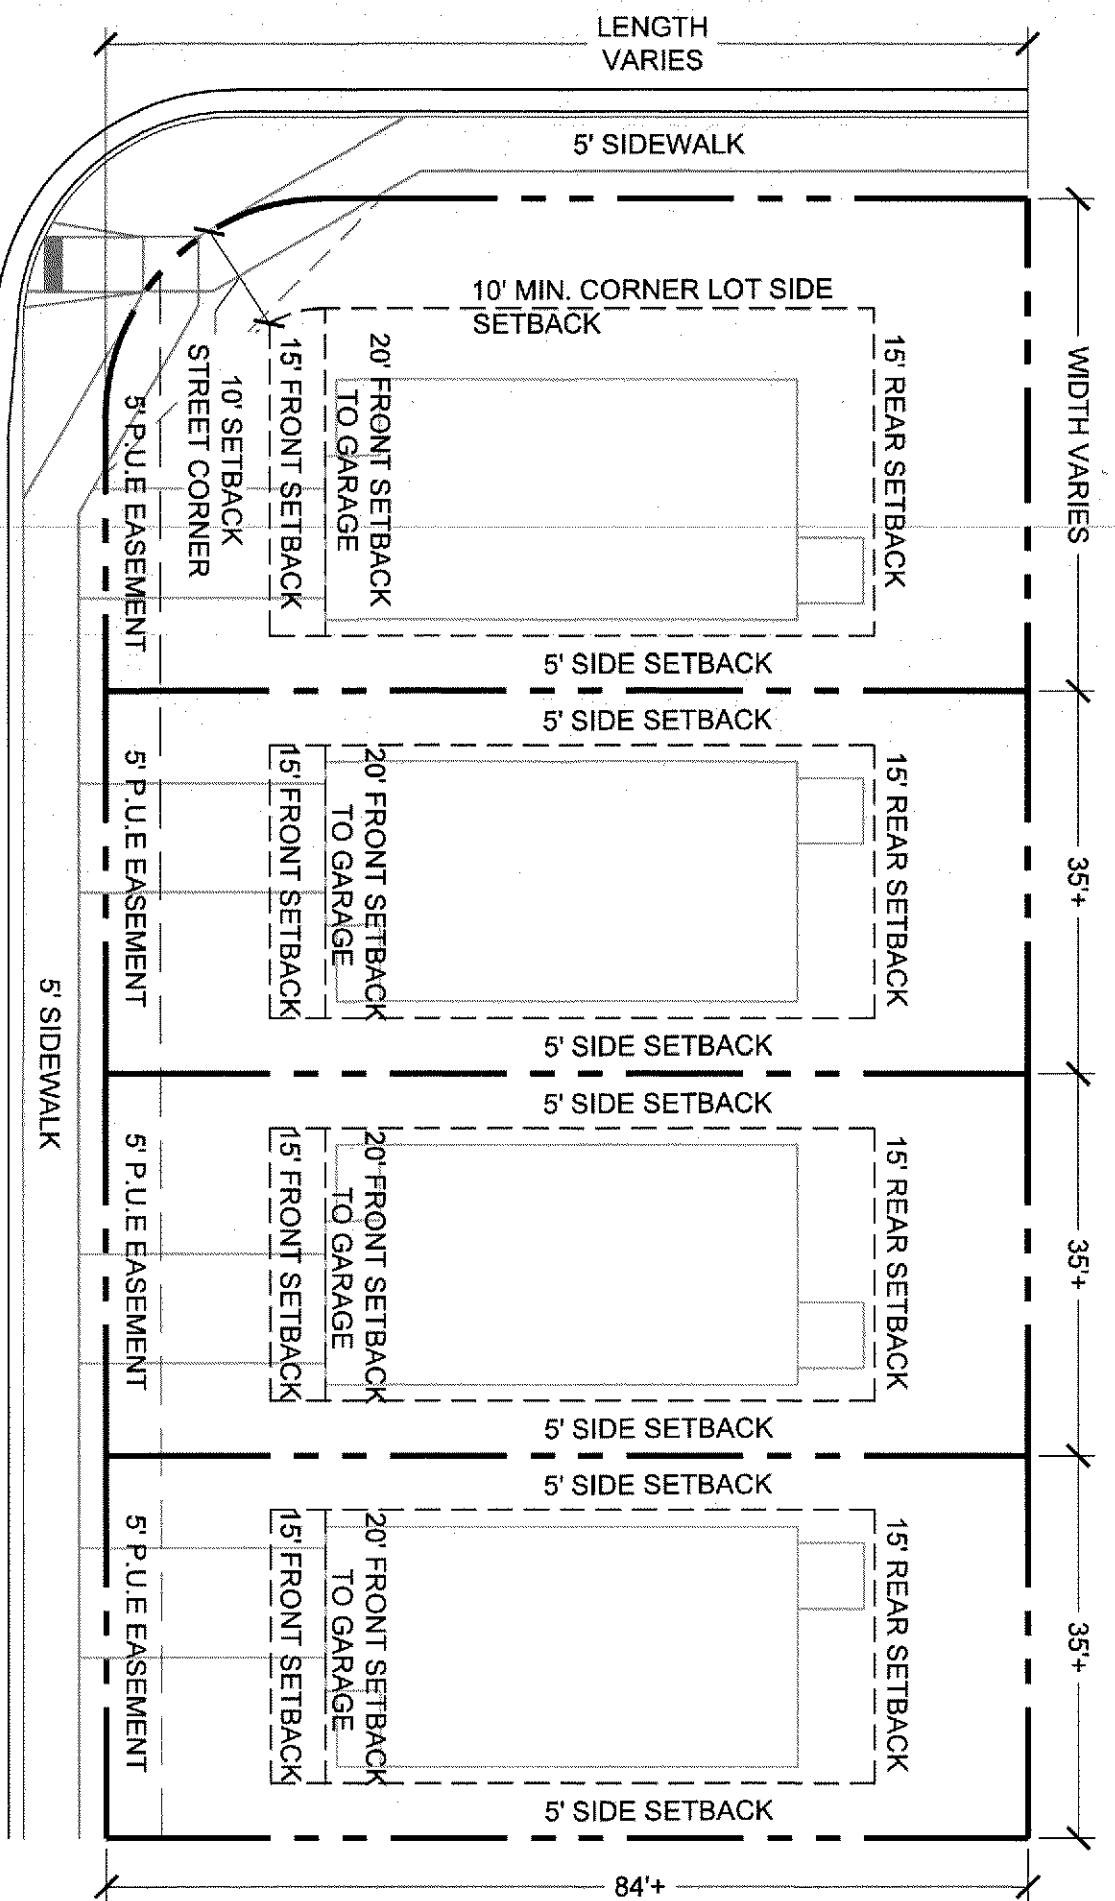 LENGTH
VARIES
5' SIDEWALK
10' MIN. CORNER LOT SIDE
SETBACK
WIDTH VARIES
15' REAR SETBACK
20' FRONT SETBACK
TO GARAGE
15' FRONT SETBACK
10' SETBACK
STREET CORNER
5' P.U.E EASEMENT
5' SIDE SETBACK
5' SIDE SETBACK
35'+
15' REAR SETBACK
20' FRONT SETBACK
TO GARAGE
15' FRONT SETBACK
5' P.U.E EASEMENT
5' SIDEWALK
5' SIDE SETBACK
5' SIDE SETBACK
35'+
15' REAR SETBACK
20' FRONT SETBACK
TO GARAGE
15' FRONT SETBACK
5' P.U.E EASEMENT
5' SIDE SETBACK
5' SIDE SETBACK
35'+
15' REAR SETBACK
20' FRONT SETBACK
TO GARAGE
15' FRONT SETBACK
5' P.U.E EASEMENT
5' SIDE SETBACK
84'+